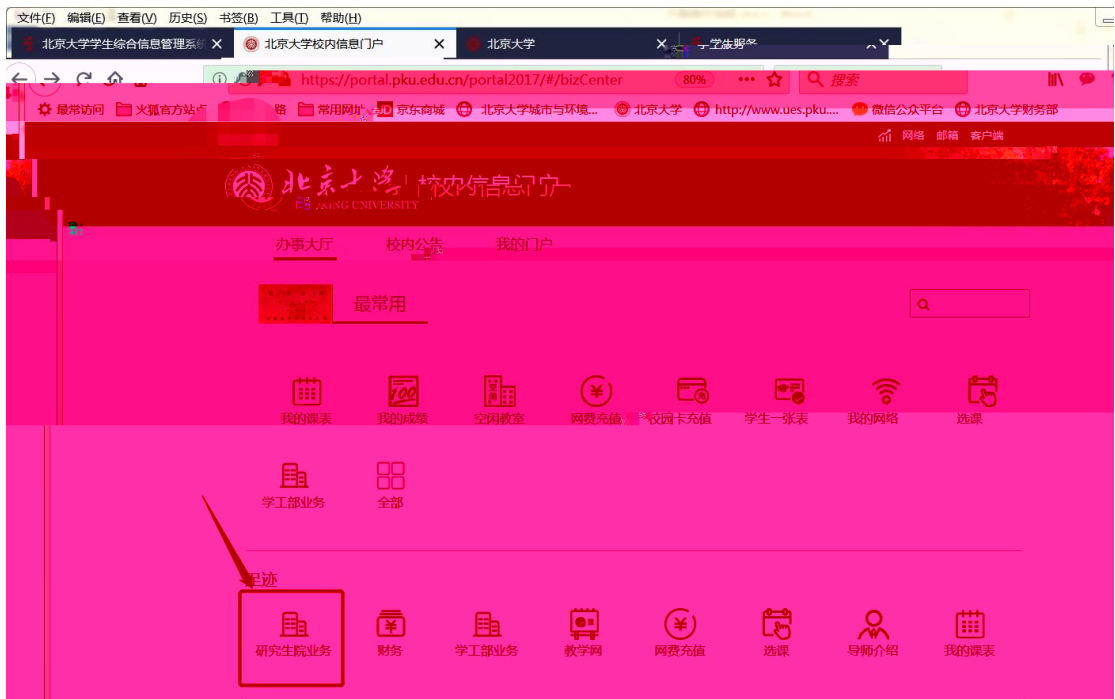 文件(F) 编辑(E) 查看(V) 历史(S) 书签(B) 工具(T) 帮助(H)
北京大学学生综合信息管理系统 × 北京大学校内信息门户 × 北京大学 ×
https://portal.pku.edu.cn/portal2017/#/bizCenter 80% 搜索
最常访问 火狐官方站点 常用网址 JD 京东商城 北京大学城市与环境... 北京大学 http://www.ues.pku.... 微信公众平台 北京大学财务部
网络 邮箱 客户端
北京大学 校内信息门户
UNIVERSITY
办事大厅 校内公告 我的门户
最常用
我的课表 我的成绩 空闲教室 网费充值 校园卡充值 学生一张表 我的网络 选课
学工部业务 全部
足迹
研究生院业务 财务 学工部业务 教学网 网费充值 选课 导师介绍 我的课表